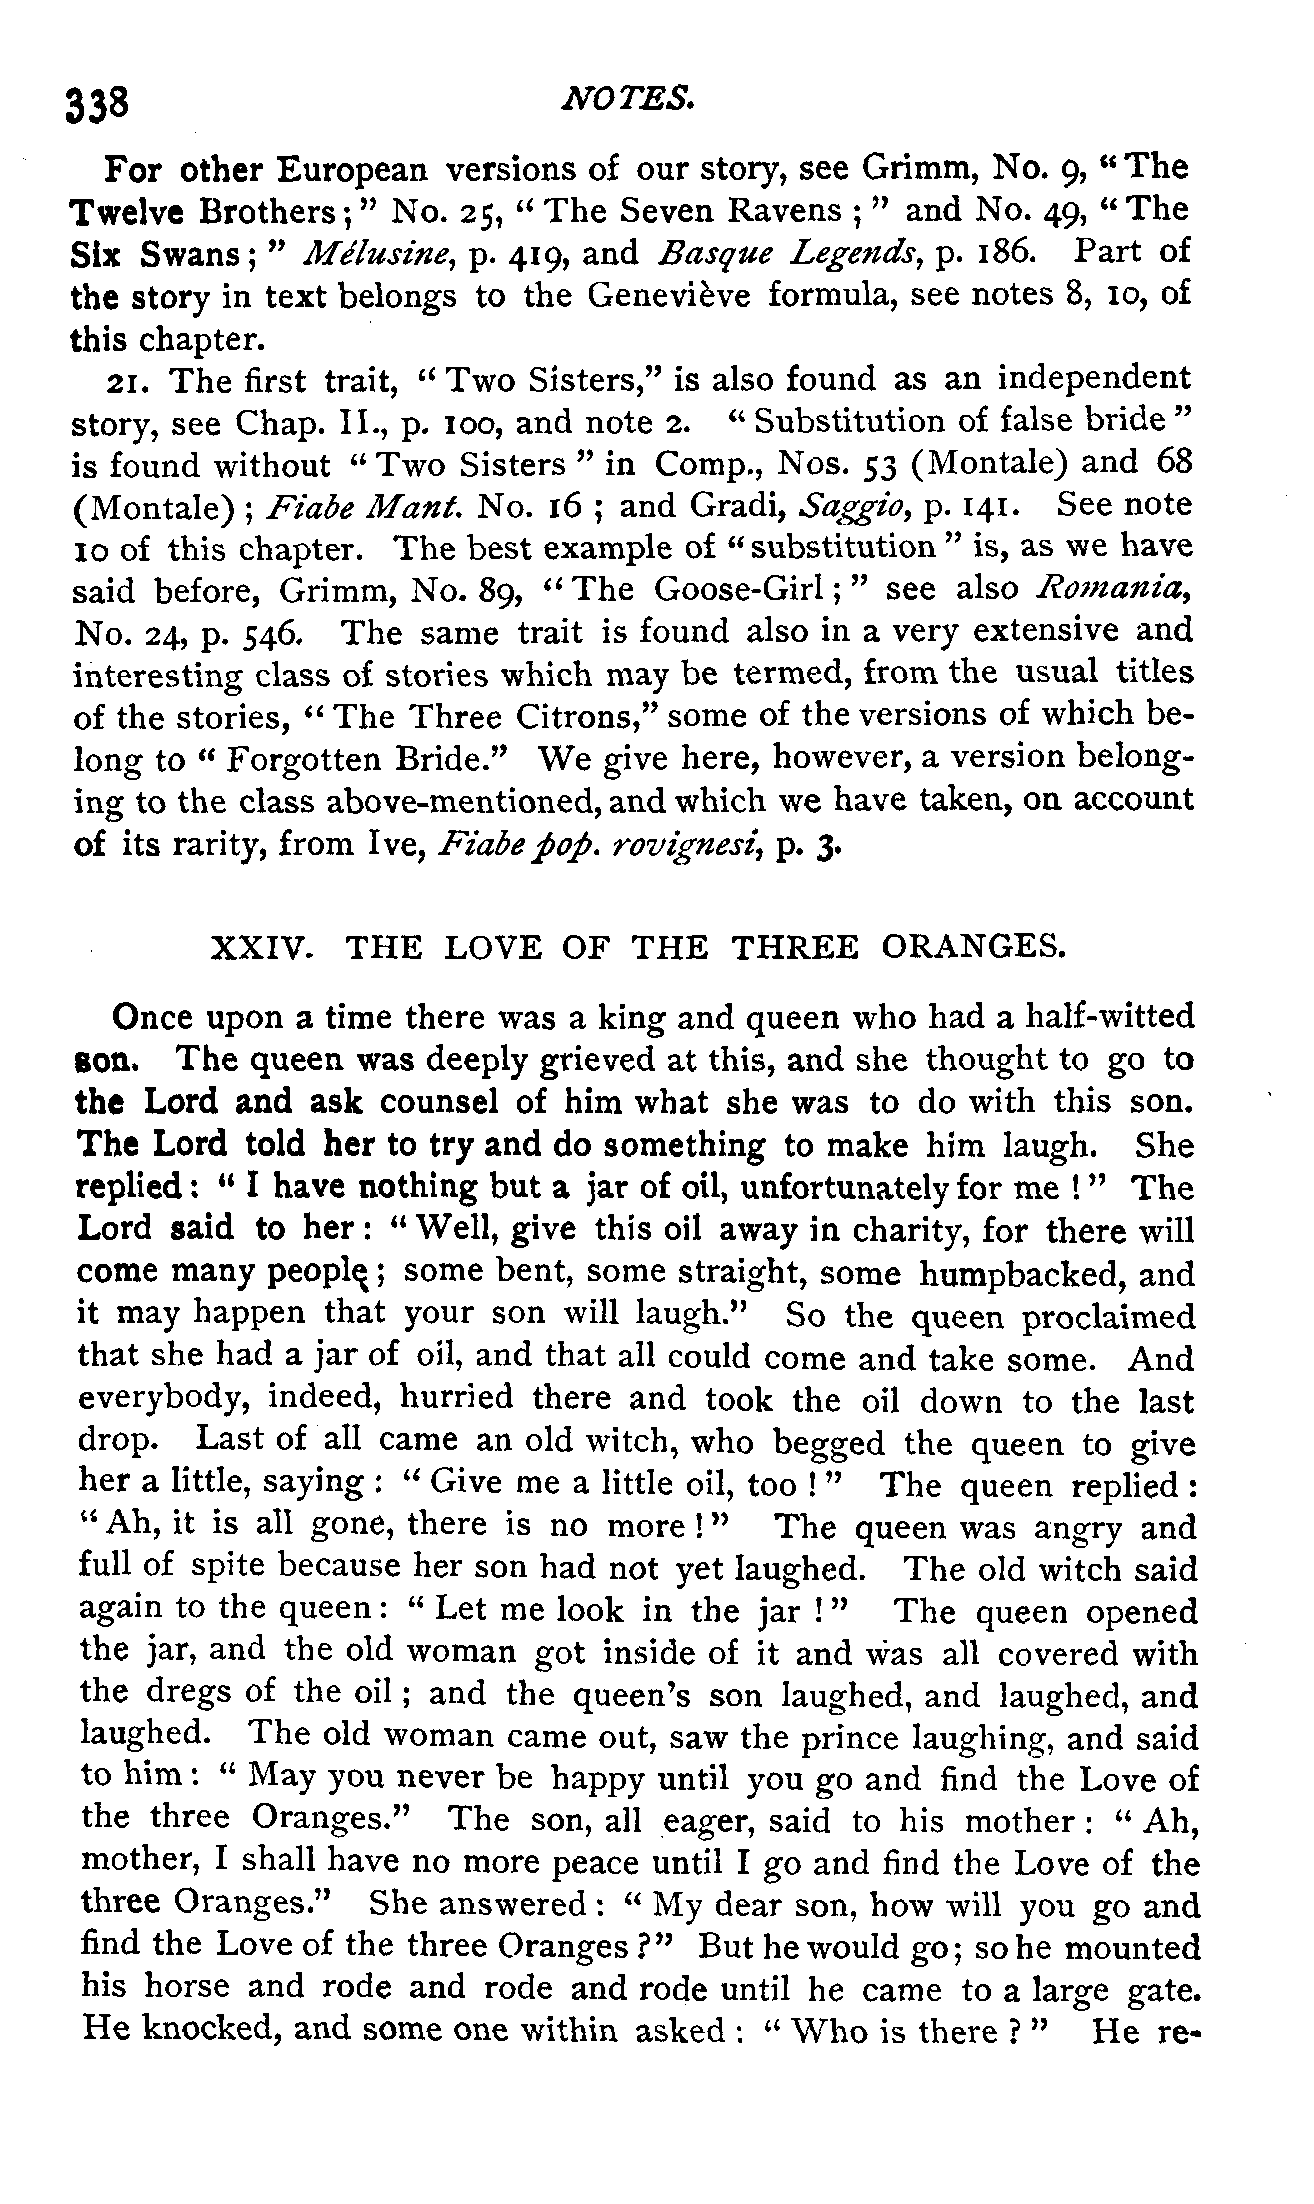 338 NOTES.
For other European versions of our story, see Grimm, No. 9, "The
Twelve Brothers;" No. 25, "The Seven Ravens;" and No. 49, "The
Six Swans;" Mélusine, p. 419, and Basque Legends, p. 186. Part of
the story in text belongs to the Geneviève formula, see notes 8, 10, of
this chapter.
21. The first trait, "Two Sisters," is also found as an independent
story, see Chap. II., p. 100, and note 2. "Substitution of false bride"
is found without "Two Sisters" in Comp., Nos. 53 (Montale) and 68
(Montale); Fiabe Mant. No. 16; and Gradi, Saggio, p. 141. See note
10 of this chapter. The best example of "substitution" is, as we have
said before, Grimm, No. 89, "The Goose-Girl;" see also Romania,
No. 24, p. 546. The same trait is found also in a very extensive and
interesting class of stories which may be termed, from the usual titles
of the stories, "The Three Citrons," some of the versions of which be-
long to "Forgotten Bride." We give here, however, a version belong-
ing to the class above-mentioned, and which we have taken, on account
of its rarity, from Ive, Fiabe pop. rovignesi, p. 3.
XXIV. THE LOVE OF THE THREE ORANGES.
Once upon a time there was a king and queen who had a half-witted
son. The queen was deeply grieved at this, and she thought to go to
the Lord and ask counsel of him what she was to do with this son.
The Lord told her to try and do something to make him laugh. She
replied: "I have nothing but a jar of oil, unfortunately for me!" The
Lord said to her: "Well, give this oil away in charity, for there will
come many people; some bent, some straight, some humpbacked, and
it may happen that your son will laugh." So the queen proclaimed
that she had a jar of oil, and that all could come and take some. And
everybody, indeed, hurried there and took the oil down to the last
drop. Last of all came an old witch, who begged the queen to give
her a little, saying: "Give me a little oil, too!" The queen replied:
"Ah, it is all gone, there is no more!" The queen was angry and
full of spite because her son had not yet laughed. The old witch said
again to the queen: "Let me look in the jar!" The queen opened
the jar, and the old woman got inside of it and was all covered with
the dregs of the oil; and the queen's son laughed, and laughed, and
laughed. The old woman came out, saw the prince laughing, and said
to him: "May you never be happy until you go and find the Love of
the three Oranges." The son, all eager, said to his mother: "Ah,
mother, I shall have no more peace until I go and find the Love of the
three Oranges." She answered: "My dear son, how will you go and
find the Love of the three Oranges?" But he would go; so he mounted
his horse and rode and rode and rode until he came to a large gate.
He knocked, and some one within asked: "Who is there?" He re-